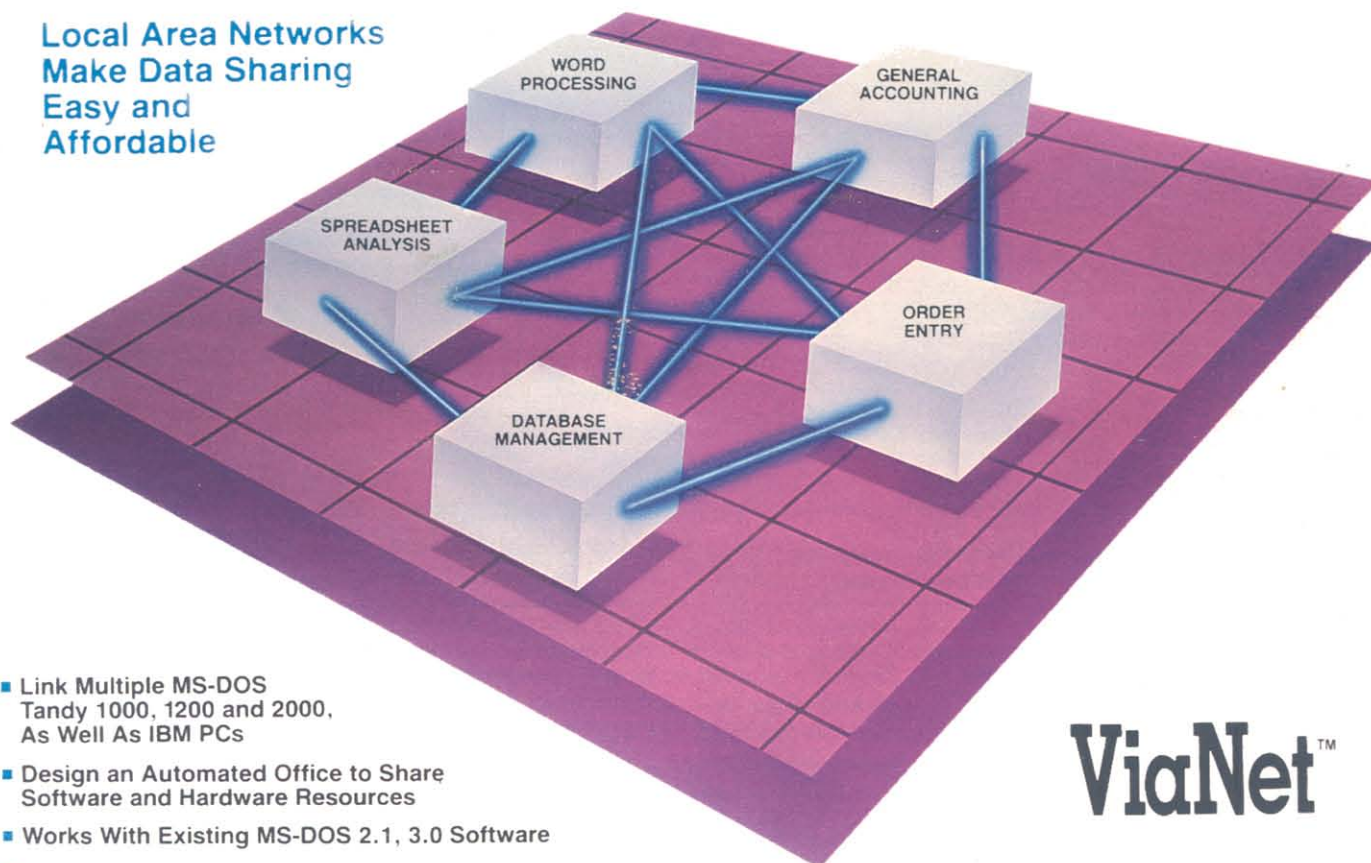 Local Area Networks
Make Data Sharing
Easy and
Affordable
WORD
PROCESSING
GENERAL
ACCOUNTING
SPREADSHEET
ANALYSIS
ORDER
ENTRY
DATABASE
MANAGEMENT
Link Multiple MS-DOS
Tandy 1000, 1200 and 2000,
As Well As IBM PCs
Design an Automated Office to Share
Software and Hardware Resources
Works With Existing MS-DOS 2.1, 3.0 Software
ViaNet™